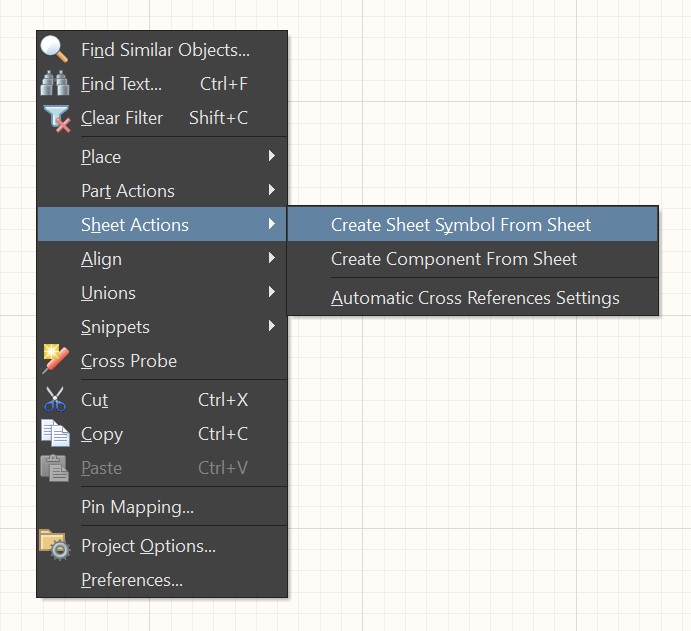 Find Similar Objects...
Find Text... Ctrl+F
Clear Filter Shift+C
Place
Part Actions
Sheet Actions
Create Sheet Symbol From Sheet
Align
Create Component From Sheet
Unions
Automatic Cross References Settings
Snippets
Cross Probe
Cut Ctrl+X
Copy Ctrl+C
Paste Ctrl+V
Pin Mapping...
Project Options...
Preferences...